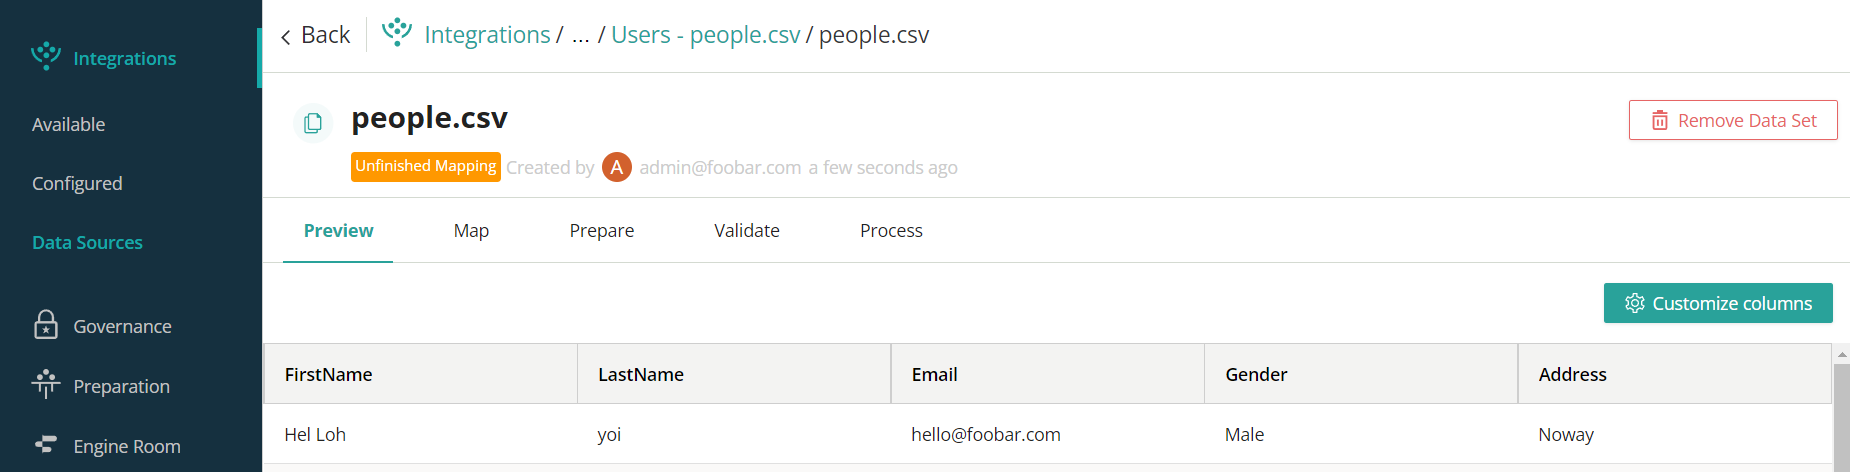 Integrations
Available
Configured
Data Sources
Governance
Preparation
Engine Room
Back Integrations / ... / Users - people.csv / people.csv
people.csv
Remove Data Set
Unfinished Mapping Created by A admin@foobar.com a few seconds ago
Preview Map Prepare Validate Process
Customize columns
FirstName LastName Email Gender Address
Hel Loh yoi hello@foobar.com Male Noway